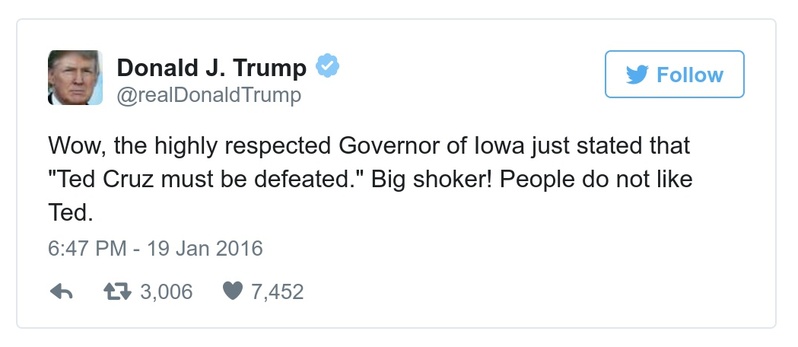 Donald J. Trump
@realDonaldTrump
Follow
Wow, the highly respected Governor of Iowa just stated that
"Ted Cruz must be defeated." Big shoker! People do not like
Ted.
6:47 PM - 19 Jan 2016
3,006 7,452